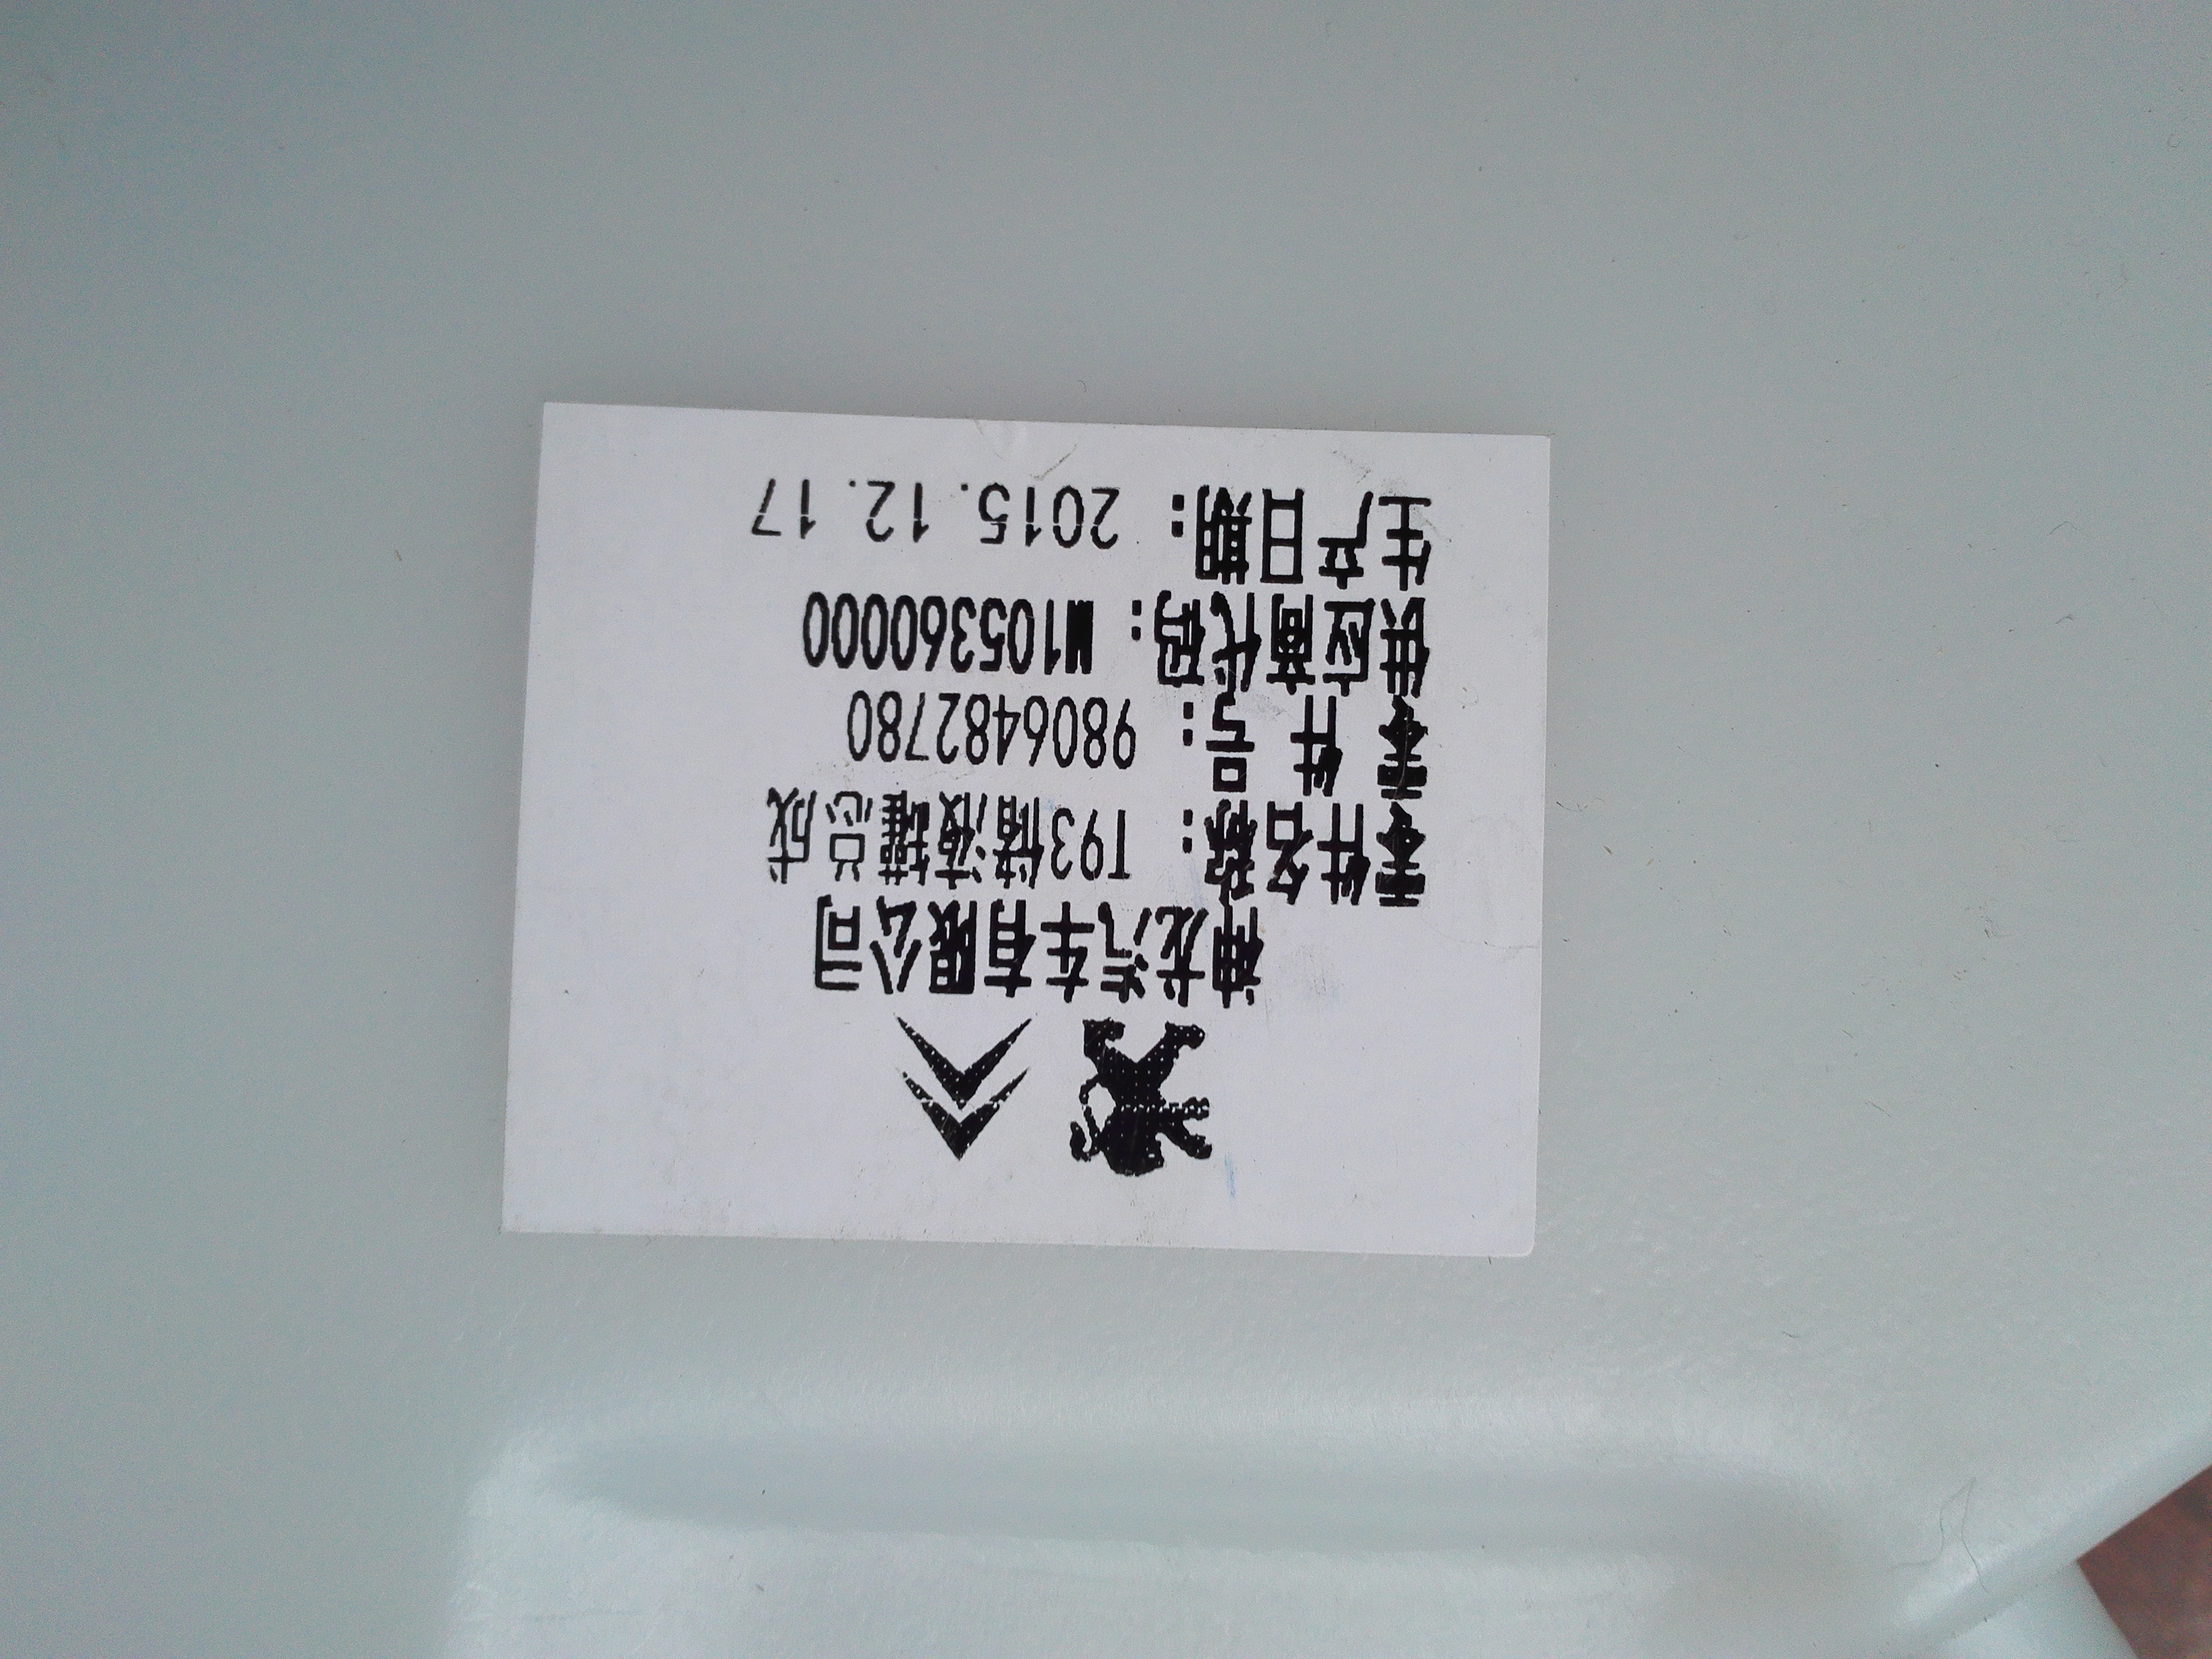 神龙汽车有限公司
零件名称： T93储液罐总成
零 件 号： 9806482780
供应商代码：M105360000
生产日期： 2015.12.17